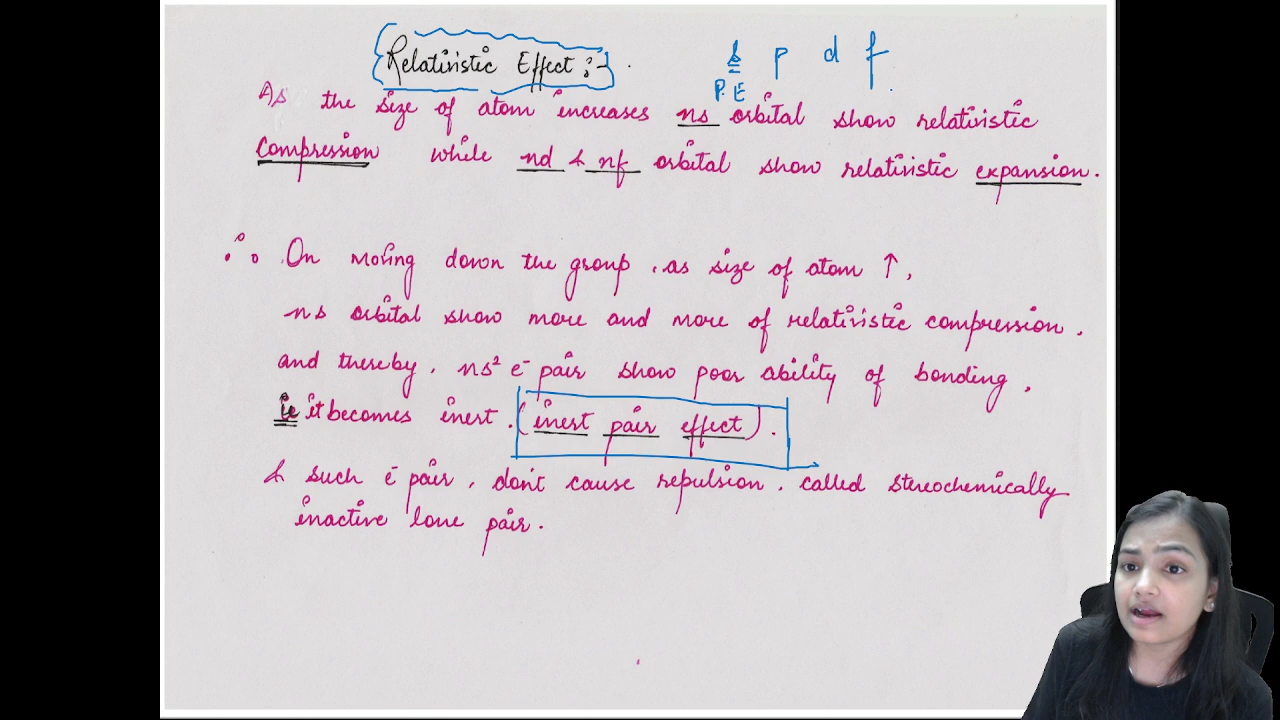 Relativistic Effect :-
s p d f
P.E
As the size of atom increases ns orbital show relativistic
compression while nd & nf orbital show relativistic expansion.
∴ On moving down the group, as size of atom ↑,
ns orbital show more and more of relativistic compression,
and thereby, ns² e⁻ pair show poor ability of bonding,
ie it becomes inert. (inert pair effect).
& such e⁻ pair, don't cause repulsion, called stereochemically
inactive lone pair.